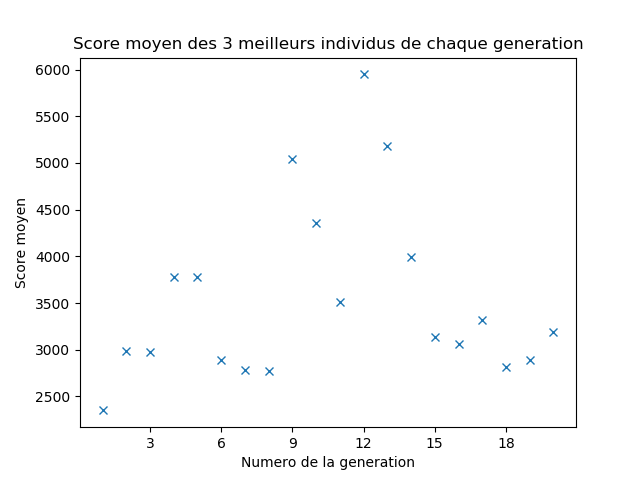 Score moyen des 3 meilleurs individus de chaque generation
6000
5500
5000
4500
4000
3500
3000
2500
Score moyen
3 6 9 12 15 18
Numero de la generation